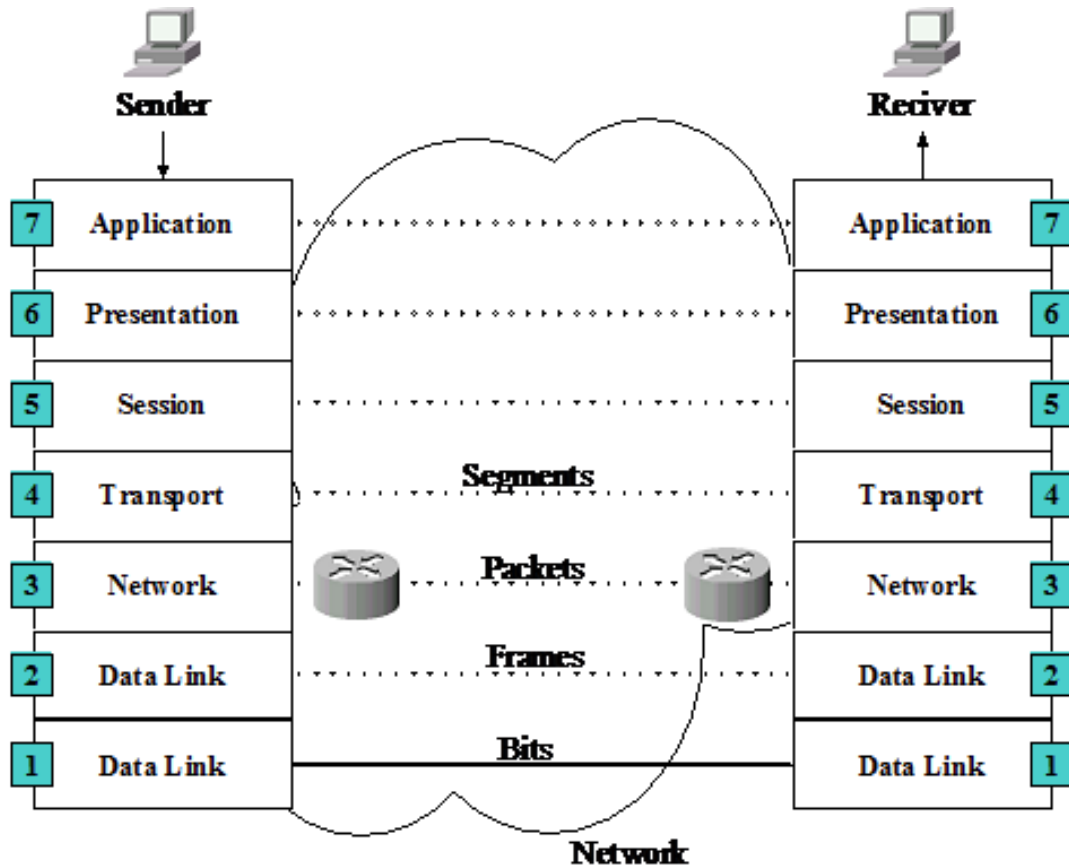 Sender
Reciver
7 Application Application 7
6 Presentation Presentation 6
5 Session Session 5
4 Transport Segments Transport 4
3 Network Packets Network 3
2 Data Link Frames Data Link 2
1 Data Link Bits Data Link 1
Network